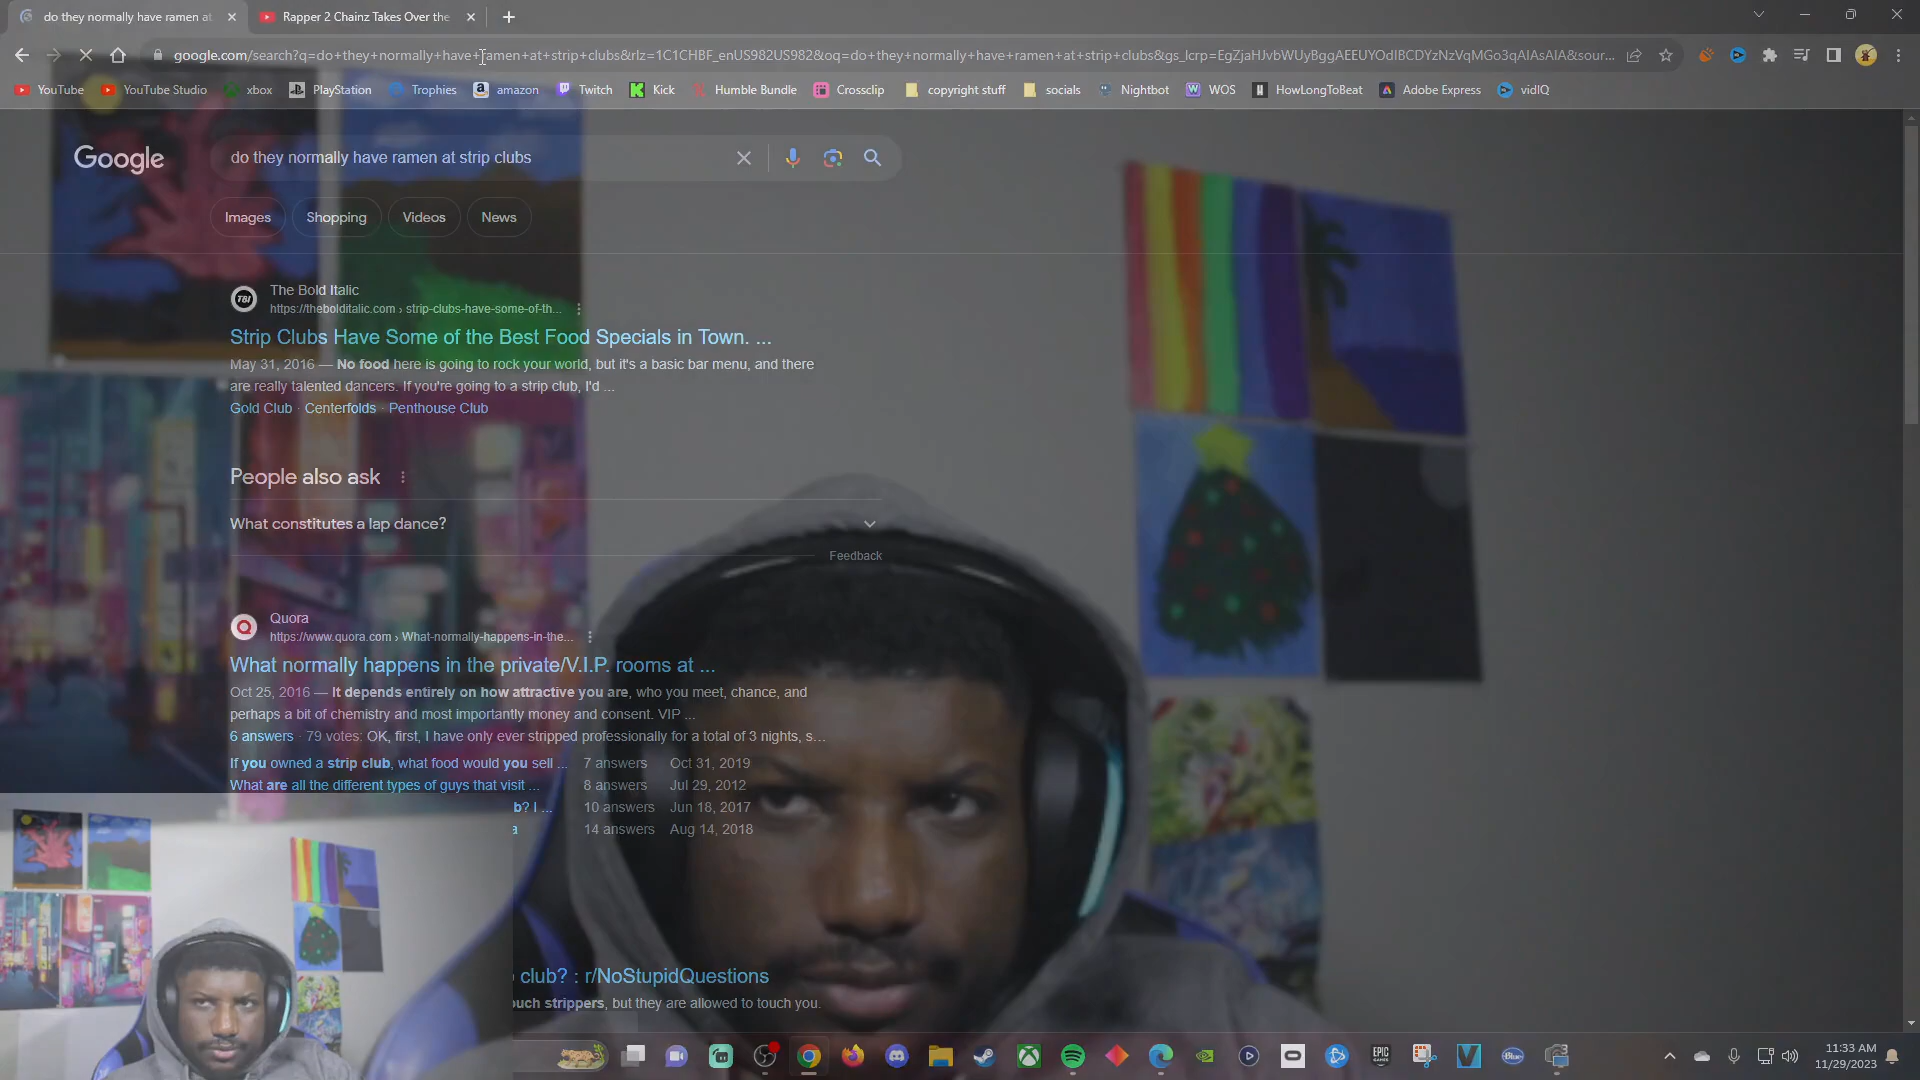 do they normally have ramen at
Rapper 2 Chainz Takes Over the
google.com/search?q=do+they+normally+have+ramen+at+strip+clubs&rlz=1C1CHBF_enUS982US982&oq=do+they+normally+have+ramen+at+strip+clubs&gs_lcrp=EgZjaHJvbWUyBggAEEUYOdIBCDYzNzVqMGo3qAIAsAIA&sour...
YouTube
YouTube Studio
xbox
PlayStation
Trophies
amazon
Twitch
Kick
Humble Bundle
Crossclip
copyright stuff
socials
Nightbot
WOS
HowLongToBeat
Adobe Express
vidIQ
Google
do they normally have ramen at strip clubs
Images
Shopping
Videos
News
TBI
The Bold Italic
https://thebolditalic.com › strip-clubs-have-some-of-th...
Strip Clubs Have Some of the Best Food Specials in Town. ...
May 31, 2016 — No food here is going to rock your world, but it's a basic bar menu, and there
are really talented dancers. If you're going to a strip club, I'd ...
Gold Club · Centerfolds · Penthouse Club
People also ask
What constitutes a lap dance?
Feedback
Quora
https://www.quora.com › What-normally-happens-in-the...
What normally happens in the private/V.I.P. rooms at ...
Oct 25, 2016 — It depends entirely on how attractive you are, who you meet, chance, and
perhaps a bit of chemistry and most importantly money and consent. VIP ...
6 answers · 79 votes: OK, first, I have only ever stripped professionally for a total of 3 nights, s...
If you owned a strip club, what food would you sell ... 7 answers Oct 31, 2019
What are all the different types of guys that visit ... 8 answers Jul 29, 2012
b? I ... 10 answers Jun 18, 2017
a 14 answers Aug 14, 2018
club? : r/NoStupidQuestions
ouch strippers, but they are allowed to touch you.
EPIC GAMES
11:33 AM
11/29/2023